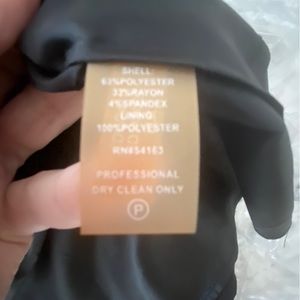 SHELL:
63%POLYESTER
33%RAYON
4%SPANDEX
LINING:
100%POLYESTER
RN#54163
PROFESSIONAL
DRY CLEAN ONLY
P